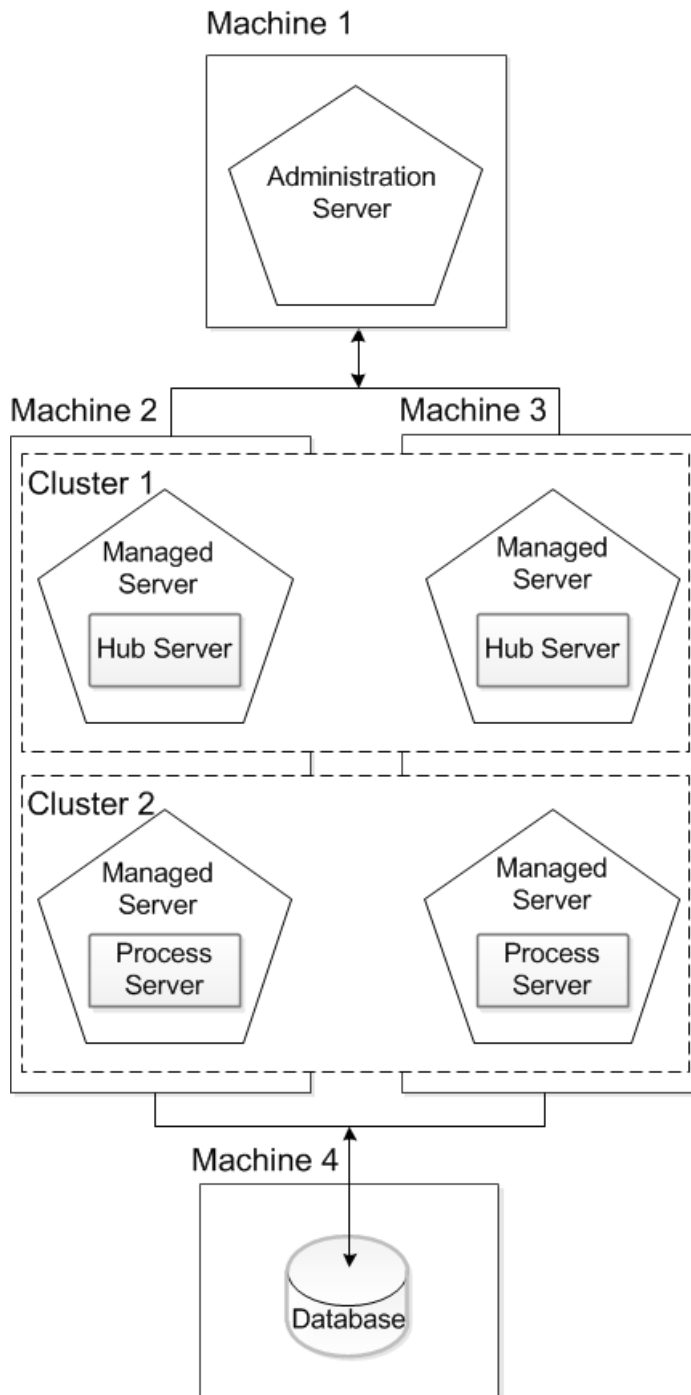 Machine 1
Administration
Server
Machine 2
Machine 3
Cluster 1
Managed
Server
Hub Server
Managed
Server
Hub Server
Cluster 2
Managed
Server
Process
Server
Managed
Server
Process
Server
Machine 4
Database